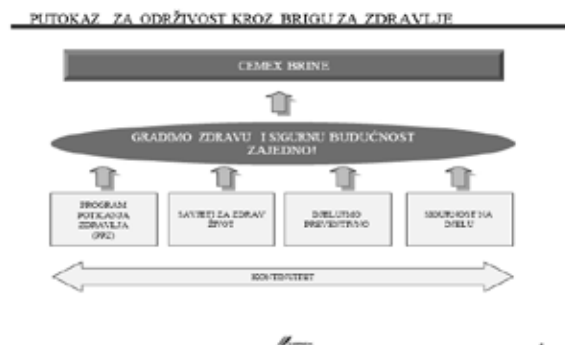 PUTOKAZ ZA ODRŽIVOST KROZ BRIGU ZA ZDRAVLJE
CEMEX BRINE
GRADIMO ZDRAVU I SIGURNU BUDUĆNOST
ZAJEDNO!
PROGRAM
POTICANJA
ZDRAVLJA
(PPZ)
SAVJETI ZA ZDRAV
ŽIVOT
DJELUJMO
PREVENTIVNO
SIGURNOST NA
DJELU
KONTINUITET